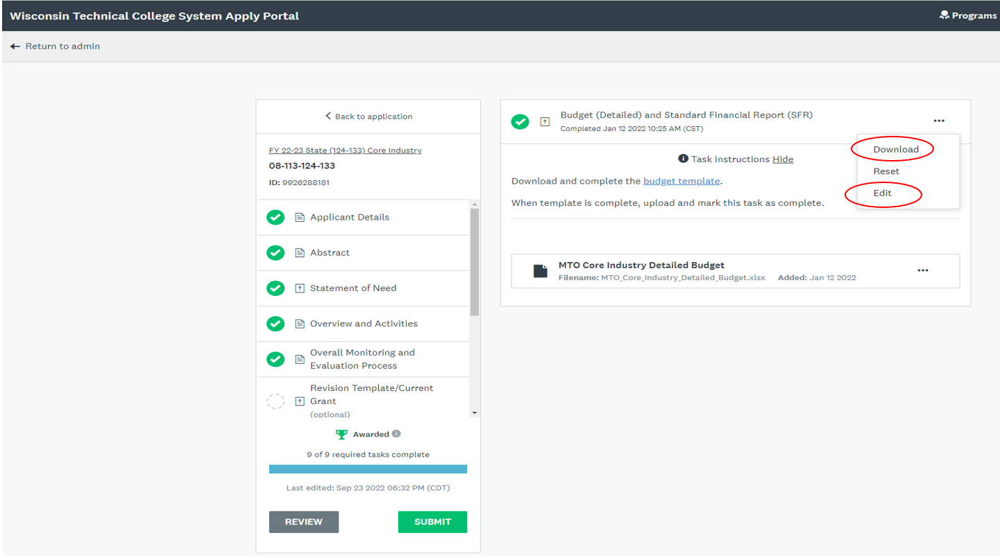 Wisconsin Technical College System Apply Portal
Programs
Return to admin
Back to application
FY 22-23 State (124-133) Core Industry
08-113-124-133
ID: 9926288181
Applicant Details
Abstract
Statement of Need
Overview and Activities
Overall Monitoring and
Evaluation Process
Revision Template/Current
Grant
(optional)
Awarded
9 of 9 required tasks complete
Last edited: Sep 23 2022 06:32 PM (CDT)
REVIEW
SUBMIT
Budget (Detailed) and Standard Financial Report (SFR)
Completed Jan 12 2022 10:25 AM (CST)
Download
Reset
Edit
Task instructions Hide
Download and complete the budget template.
When template is complete, upload and mark this task as complete.
MTO Core Industry Detailed Budget
Filename: MTO_Core_Industry_Detailed_Budget.xlsx Added: Jan 12 2022